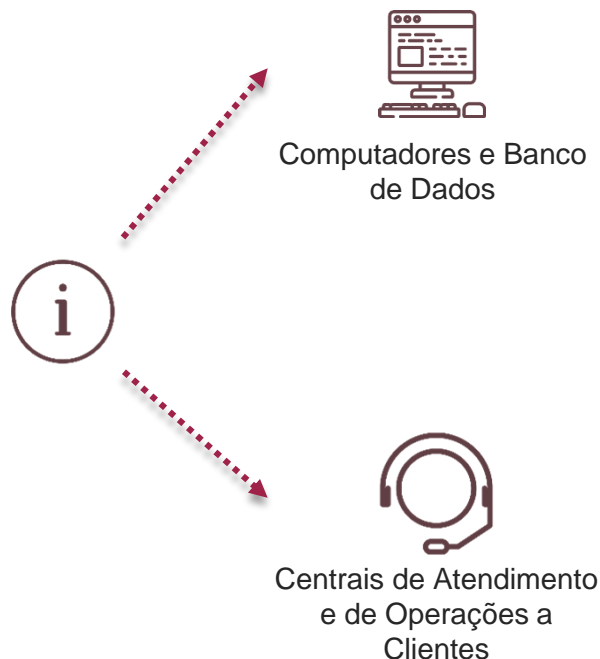 Computadores e Banco
de Dados
i
Centrais de Atendimento
e de Operações a
Clientes